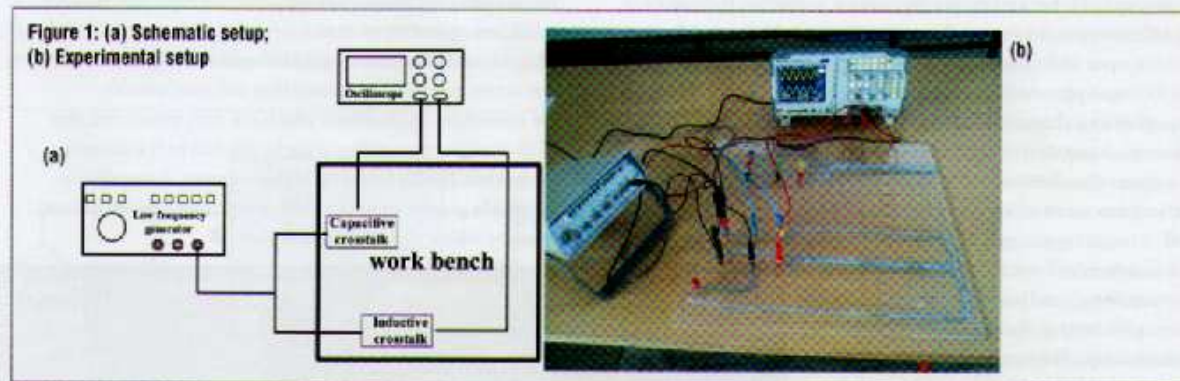 Figure 1: (a) Schematic setup;
(b) Experimental setup
(a)
Oscilloscope
Low frequency
generator
Capacitive
crosstalk
work bench
Inductive
crosstalk
(b)